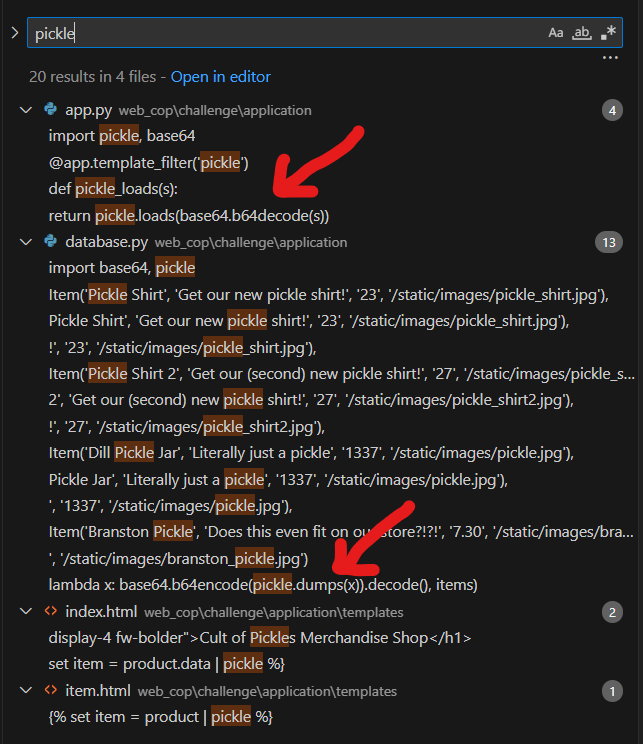 pickle
Aa ab .*
20 results in 4 files - Open in editor
app.py web_cop\challenge\application 4
import pickle, base64
@app.template_filter('pickle')
def pickle_loads(s):
return pickle.loads(base64.b64decode(s))
database.py web_cop\challenge\application 13
import base64, pickle
Item('Pickle Shirt', 'Get our new pickle shirt!', '23', '/static/images/pickle_shirt.jpg'),
Pickle Shirt', 'Get our new pickle shirt!', '23', '/static/images/pickle_shirt.jpg'),
!', '23', '/static/images/pickle_shirt.jpg'),
Item('Pickle Shirt 2', 'Get our (second) new pickle shirt!', '27', '/static/images/pickle_s...
2', 'Get our (second) new pickle shirt!', '27', '/static/images/pickle_shirt2.jpg'),
!', '27', '/static/images/pickle_shirt2.jpg'),
Item('Dill Pickle Jar', 'Literally just a pickle', '1337', '/static/images/pickle.jpg'),
Pickle Jar', 'Literally just a pickle', '1337', '/static/images/pickle.jpg'),
', '1337', '/static/images/pickle.jpg'),
Item('Branston Pickle', 'Does this even fit on our store?!?!', '7.30', '/static/images/bra...
', '/static/images/branston_pickle.jpg')
lambda x: base64.b64encode(pickle.dumps(x)).decode(), items)
index.html web_cop\challenge\application\templates 2
display-4 fw-bolder">Cult of Pickles Merchandise Shop</h1>
set item = product.data | pickle %}
item.html web_cop\challenge\application\templates 1
{% set item = product | pickle %}